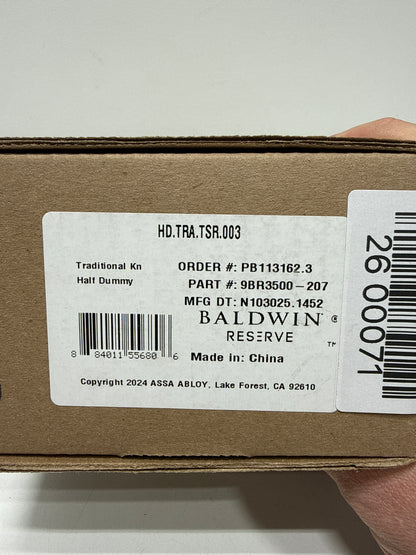 HD.TRA.TSR.003
Traditional Kn
Half Dummy
ORDER #: PB113162.3
PART #: 9BR3500-207
MFG DT: N103025.1452
BALDWIN®
RESERVE™
8 84011 55680 6
Made in: China
Copyright 2024 ASSA ABLOY, Lake Forest, CA 92610
26 00071